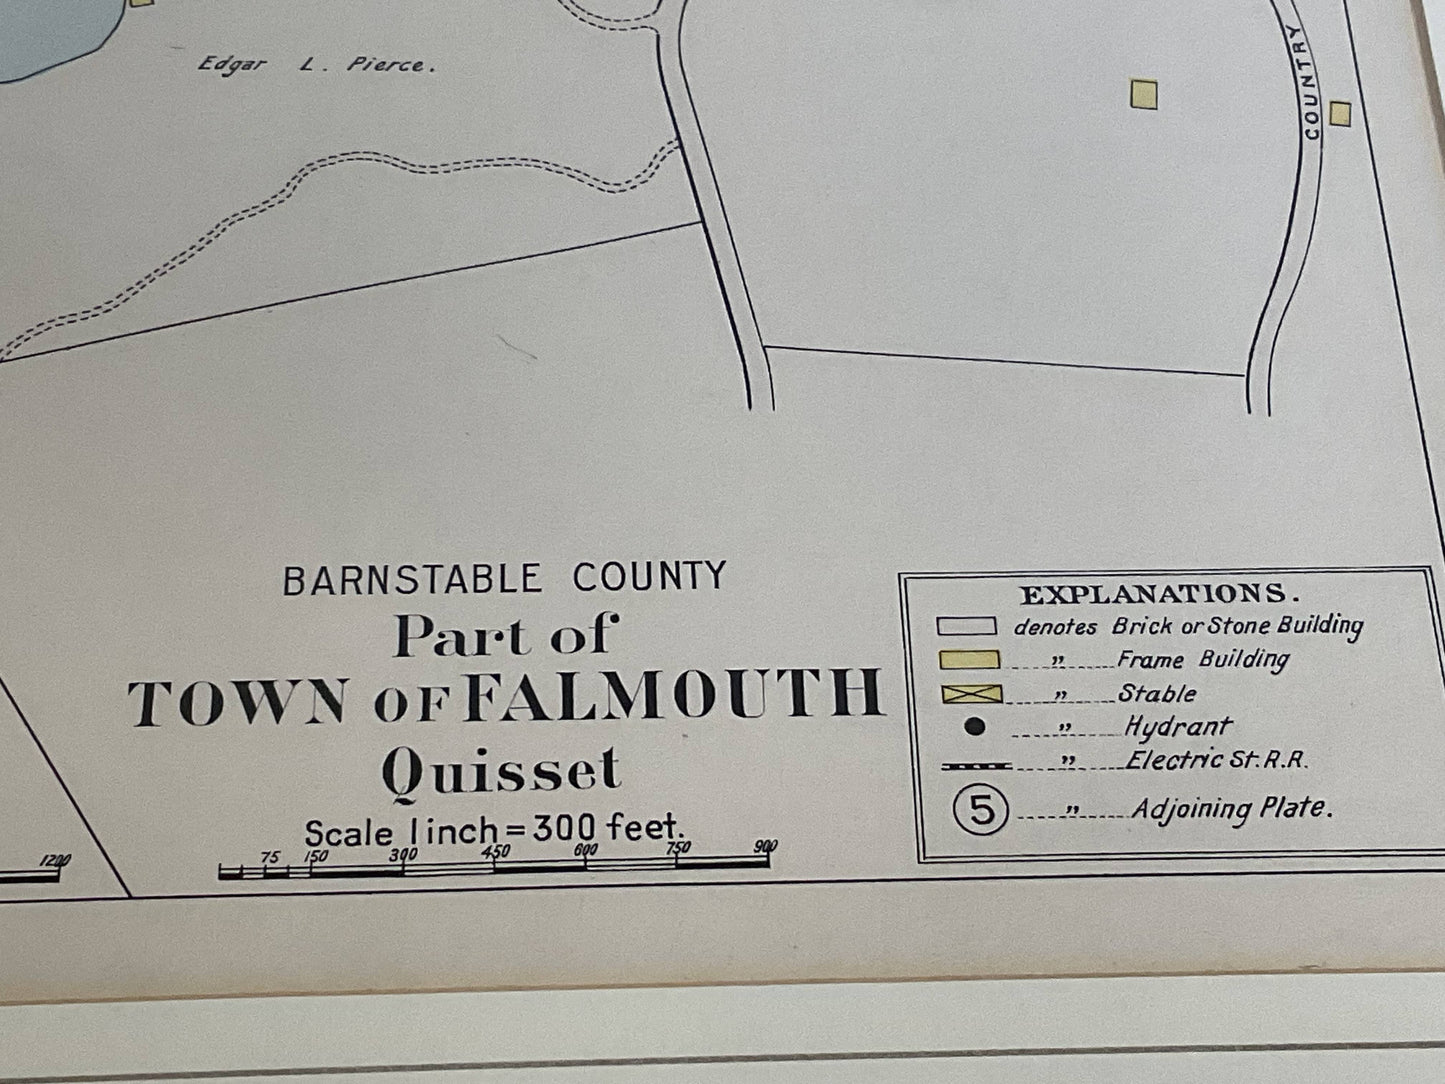 COUNTRY
Edgar L. Pierce.
BARNSTABLE COUNTY
Part of
TOWN OF FALMOUTH
Quisset
Scale 1 inch = 300 feet.
75 150 300 450 600 750 900
1200
EXPLANATIONS.
denotes Brick or Stone Building
" Frame Building
" Stable
" Hydrant
" Electric St. R.R.
5 " Adjoining Plate.